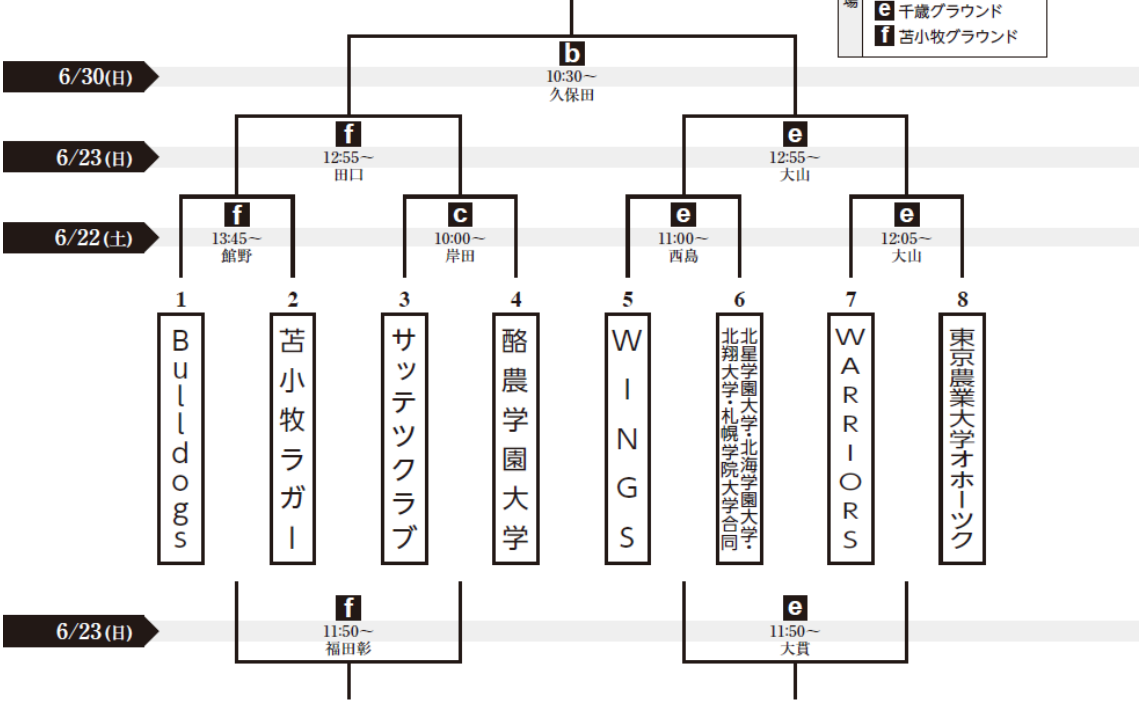 場
e 千歳グラウンド
f 苫小牧グラウンド
6/30(日)
b
10:30～
久保田
6/23(日)
f
12:55～
田口
e
12:55～
大山
6/22(土)
f
13:45～
館野
c
10:00～
岸田
e
11:00～
西島
e
12:05～
大山
1
Bulldogs
2
苫小牧ラガー
3
サッテツクラブ
4
酪農学園大学
5
WINGS
6
北星学園大学・北海学園大学・
北翔大学・札幌学院大学合同
7
WARRIORS
8
東京農業大学オホーツク
6/23(日)
f
11:50～
福田彰
e
11:50～
大貫